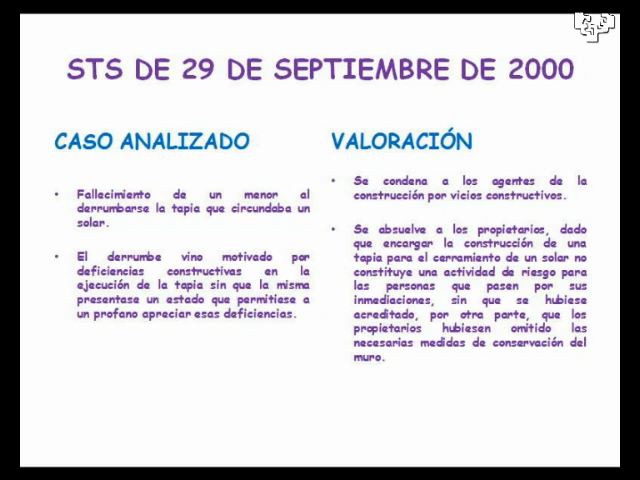 STS DE 29 DE SEPTIEMBRE DE 2000
CASO ANALIZADO
• Fallecimiento de un menor al
derrumbarse la tapia que circundaba un
solar.
• El derrumbe vino motivado por
deficiencias constructivas en la
ejecución de la tapia sin que la misma
presentase un estado que permitiese a
un profano apreciar esas deficiencias.
VALORACIÓN
• Se condena a los agentes de la
construcción por vicios constructivos.
• Se absuelve a los propietarios, dado
que encargar la construcción de una
tapia para el cerramiento de un solar no
constituye una actividad de riesgo para
las personas que pasen por sus
inmediaciones, sin que se hubiese
acreditado, por otra parte, que los
propietarios hubiesen omitido las
necesarias medidas de conservación del
muro.